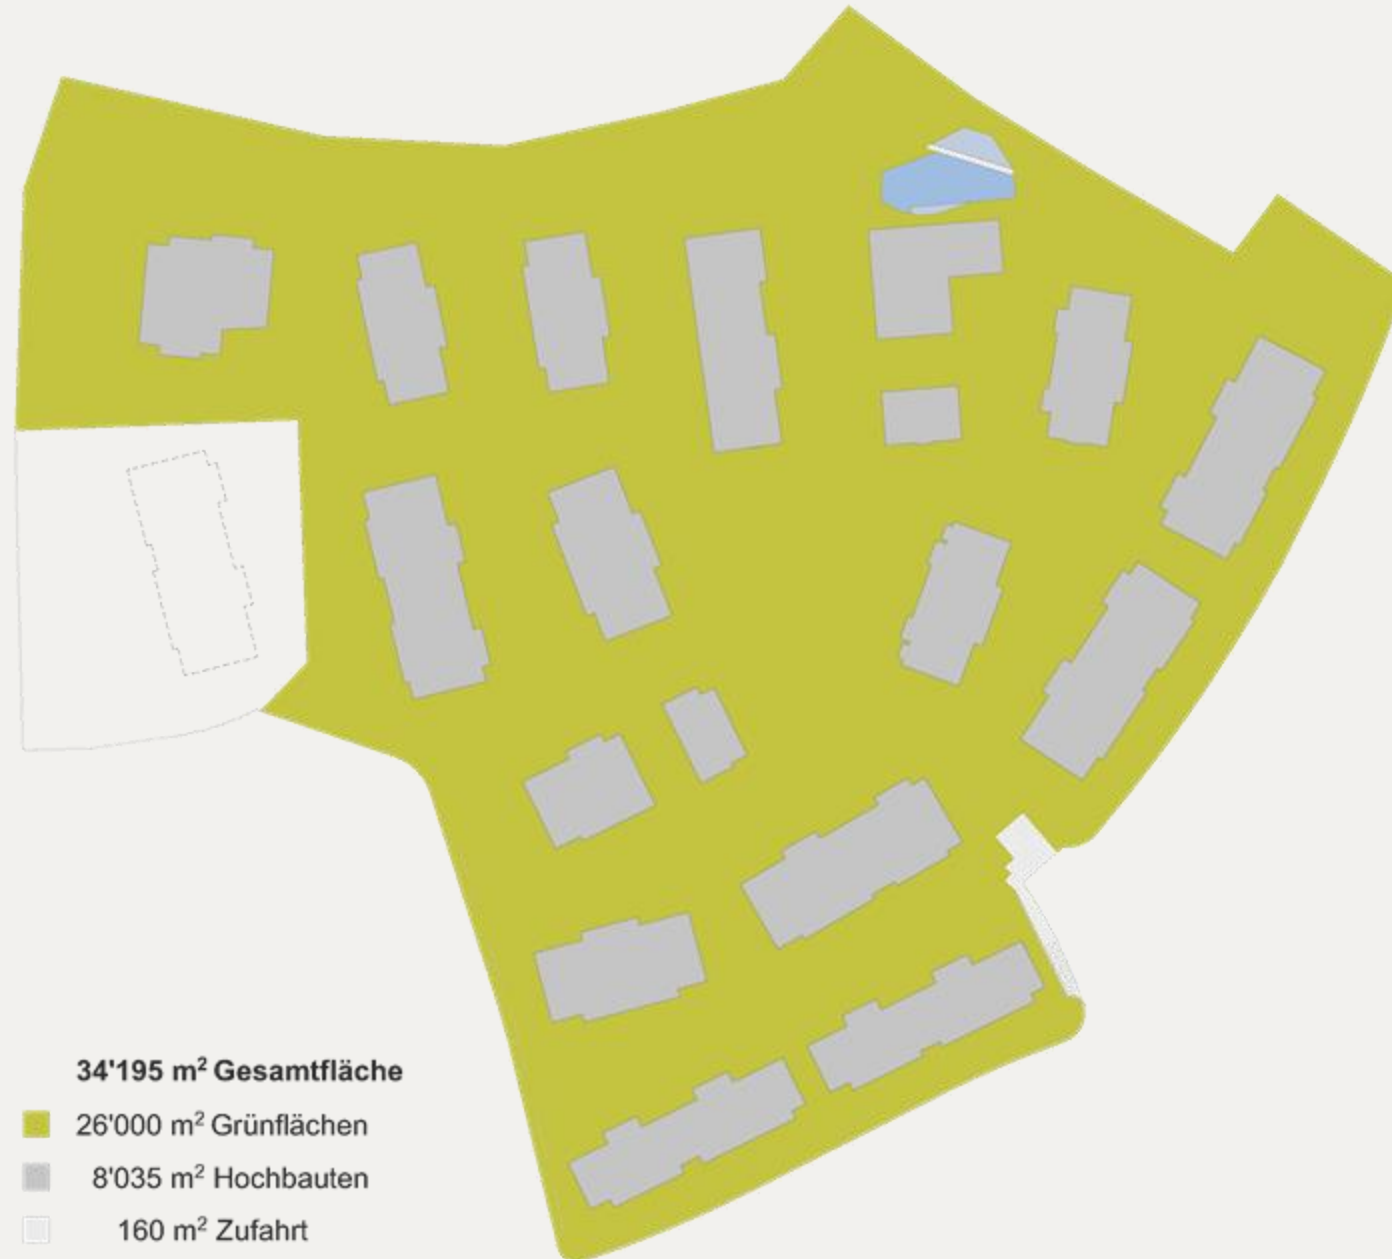 34'195 m² Gesamtfläche
26'000 m² Grünflächen
8'035 m² Hochbauten
160 m² Zufahrt